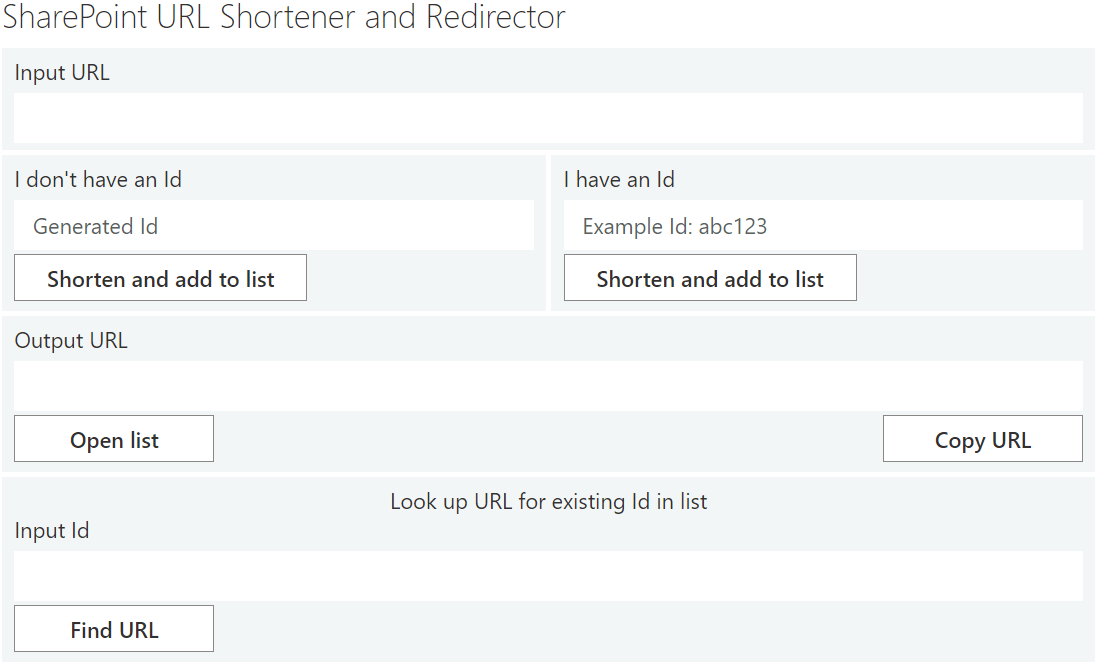 SharePoint URL Shortener and Redirector
Input URL
I don't have an Id
Generated Id
Shorten and add to list
I have an Id
Example Id: abc123
Shorten and add to list
Output URL
Open list
Copy URL
Look up URL for existing Id in list
Input Id
Find URL